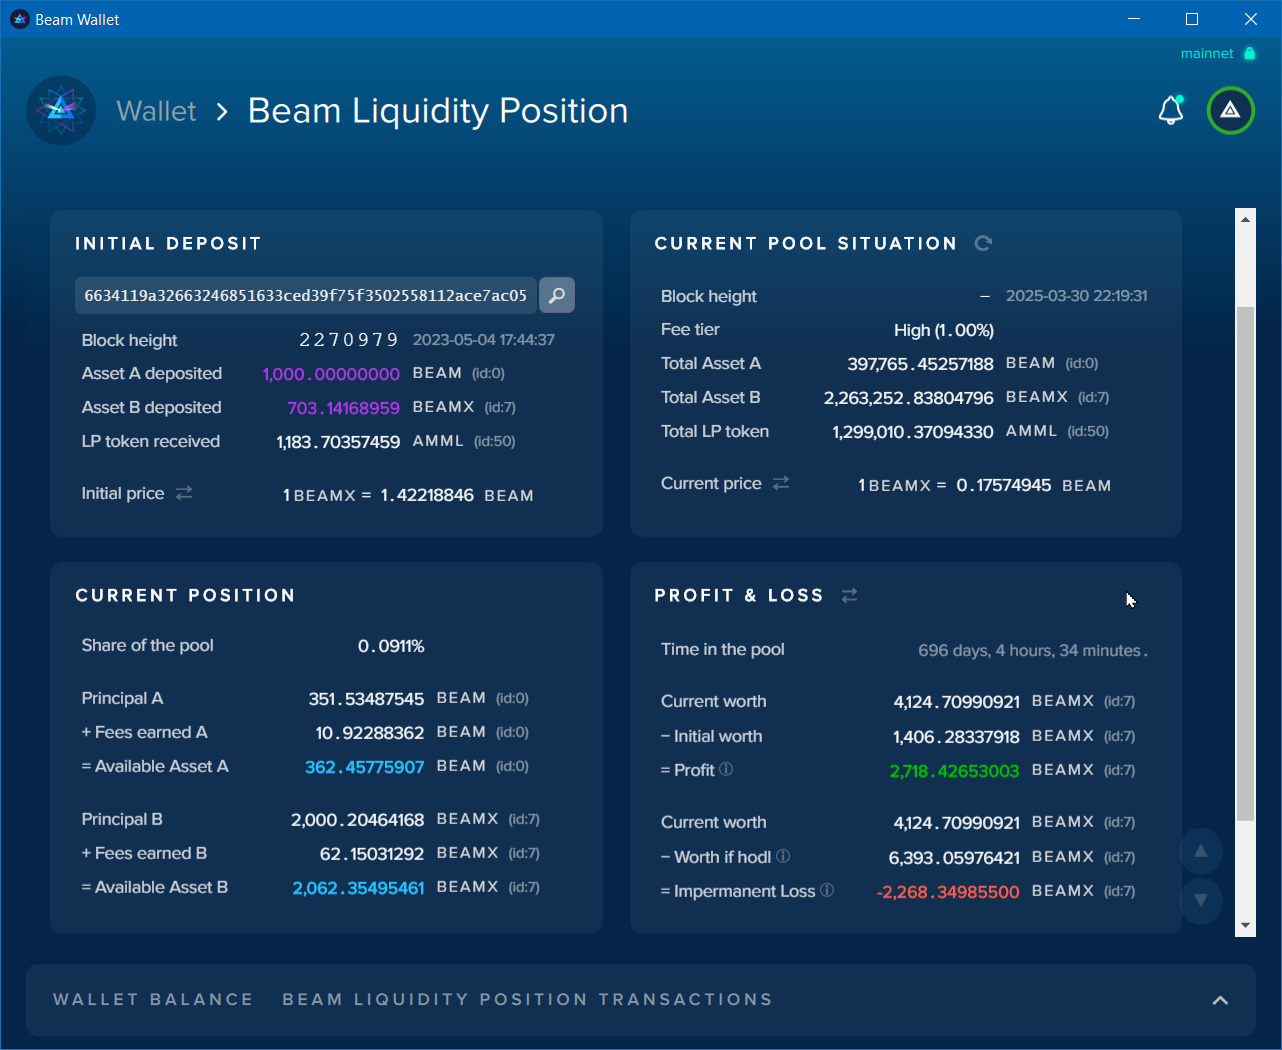 Beam Wallet
mainnet
Wallet > Beam Liquidity Position
INITIAL DEPOSIT
6634119a32663246851633ced39f75f3502558112ace7ac05
Block height 2270979 2023-05-04 17:44:37
Asset A deposited 1,000.00000000 BEAM (id:0)
Asset B deposited 703.14168959 BEAMX (id:7)
LP token received 1,183.70357459 AMML (id:50)
Initial price 1 BEAMX = 1.42218846 BEAM
CURRENT POOL SITUATION
Block height – 2025-03-30 22:19:31
Fee tier High (1.00%)
Total Asset A 397,765.45257188 BEAM (id:0)
Total Asset B 2,263,252.83804796 BEAMX (id:7)
Total LP token 1,299,010.37094330 AMML (id:50)
Current price 1 BEAMX = 0.17574945 BEAM
CURRENT POSITION
Share of the pool 0.0911%
Principal A 351.53487545 BEAM (id:0)
+ Fees earned A 10.92288362 BEAM (id:0)
= Available Asset A 362.45775907 BEAM (id:0)
Principal B 2,000.20464168 BEAMX (id:7)
+ Fees earned B 62.15031292 BEAMX (id:7)
= Available Asset B 2,062.35495461 BEAMX (id:7)
PROFIT & LOSS
Time in the pool 696 days, 4 hours, 34 minutes.
Current worth 4,124.70990921 BEAMX (id:7)
– Initial worth 1,406.28337918 BEAMX (id:7)
= Profit 2,718.42653003 BEAMX (id:7)
Current worth 4,124.70990921 BEAMX (id:7)
– Worth if hodl 6,393.05976421 BEAMX (id:7)
= Impermanent Loss -2,268.34985500 BEAMX (id:7)
WALLET BALANCE BEAM LIQUIDITY POSITION TRANSACTIONS